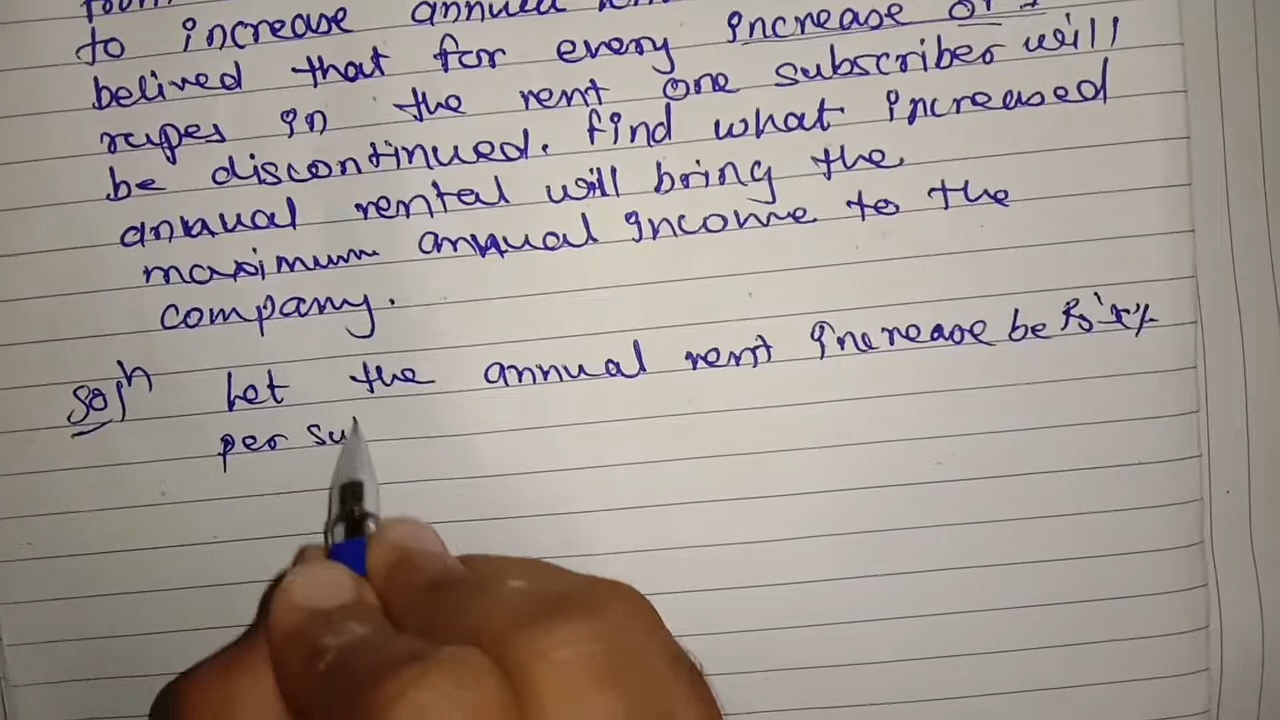 to increase annual
belived that for every increase of 1
rupes in the rent one subscriber will
be discontinued. find what increased
annual rental will bring the
maximum annual income to the
company.
Soln Let the annual rent increase be Rs 'x'/-
per su